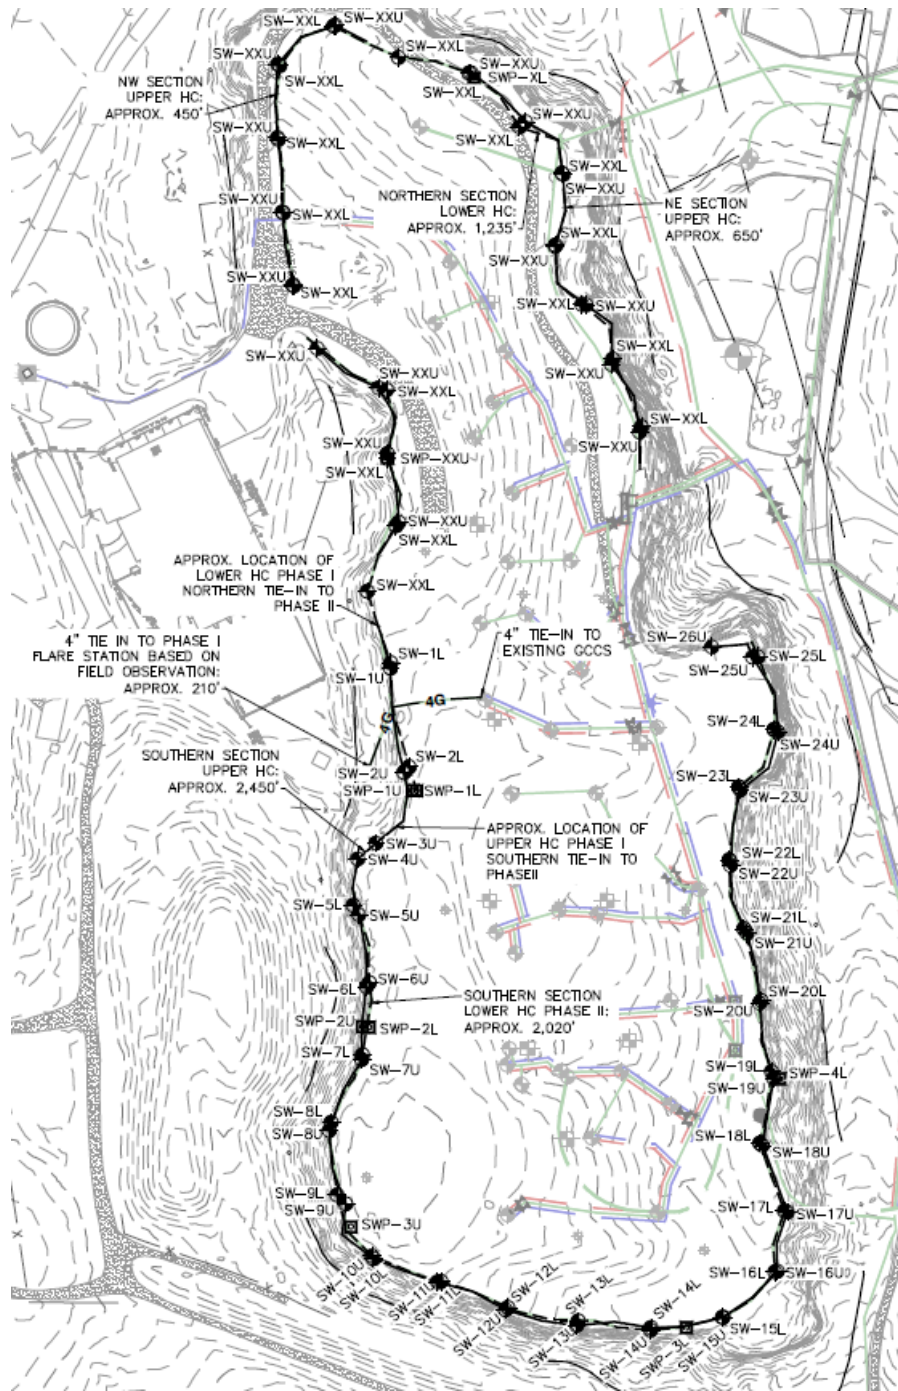 SW-XXL
SW-XXU
SW-XXU
SW-XXL
SW-XXL
SW-XXU
SWP-XL
SW-XXL
NW SECTION
UPPER HC:
APPROX. 450'
SW-XXU
SW-XXL
SW-XXU
SW-XXL
SW-XXL
SW-XXU
NORTHERN SECTION
LOWER HC:
APPROX. 1,235'
NE SECTION
UPPER HC:
APPROX. 650'
SW-XXU
SW-XXL
SW-XXL
SW-XXU
SW-XXU
SW-XXL
SW-XXL
SW-XXU
SW-XXU
SW-XXL
SW-XXU
SW-XXU
SW-XXL
SW-XXL
SW-XXU
SW-XXU
SWP-XXU
SW-XXL
SW-XXU
SW-XXL
APPROX. LOCATION OF
LOWER HC PHASE I
NORTHERN TIE-IN TO
PHASE II
SW-XXL
4" TIE IN TO PHASE I
FLARE STATION BASED ON
FIELD OBSERVATION:
APPROX. 210'
4" TIE-IN TO
EXISTING GCCS
SW-1L
SW-1U
SW-26U
SW-25U
SW-25L
4G
4G
SW-24L
SW-24U
SOUTHERN SECTION
UPPER HC:
APPROX. 2,450'
SW-2L
SW-2U
SWP-1U
SWP-1L
SW-23L
SW-23U
APPROX. LOCATION OF
UPPER HC PHASE I
SOUTHERN TIE-IN TO
PHASEII
SW-3U
SW-4U
SW-22L
SW-22U
SW-5L
SW-5U
SW-21L
SW-21U
SW-6U
SW-6L
SOUTHERN SECTION
LOWER HC PHASE II:
APPROX. 2,020'
SW-20L
SW-20U
SWP-2U
SWP-2L
SW-7L
SW-7U
SW-19L
SWP-4L
SW-19U
SW-8L
SW-8U
SW-18L
SW-18U
SW-9L
SW-9U
SWP-3U
SW-17L
SW-17U
SW-10U
SW-10L
SW-11U
SW-11L
SW-16L
SW-16U
SW-12L
SW-12U
SW-13L
SW-13U
SW-14L
SW-14U
SWP-3L
SW-15U
SW-15L